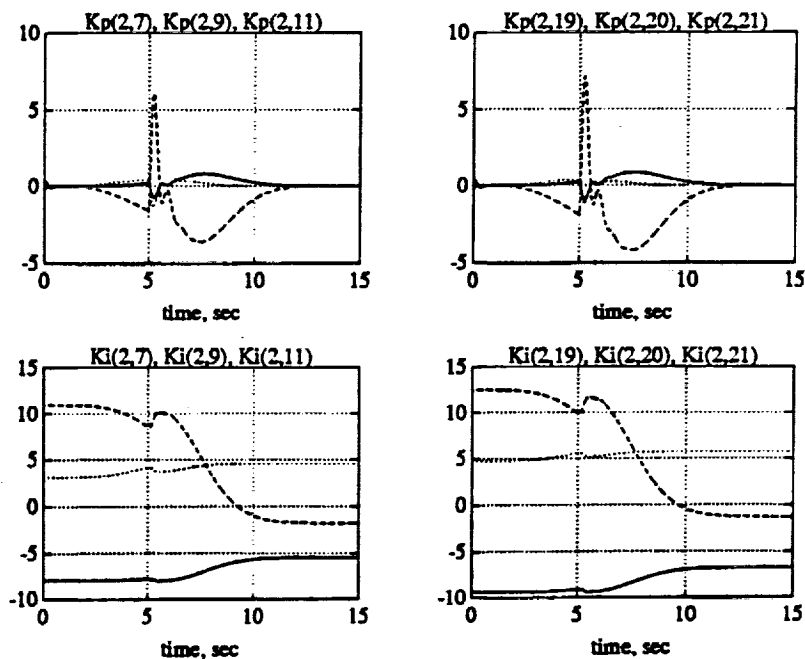 Kp(2,7), Kp(2,9), Kp(2,11)
10
5
0
-5
0 5 10 15
time, sec
Kp(2,19), Kp(2,20), Kp(2,21)
10
5
0
-5
0 5 10 15
time, sec
Ki(2,7), Ki(2,9), Ki(2,11)
15
10
5
0
-5
-10
0 5 10 15
time, sec
Ki(2,19), Ki(2,20), Ki(2,21)
15
10
5
0
-5
-10
0 5 10 15
time, sec